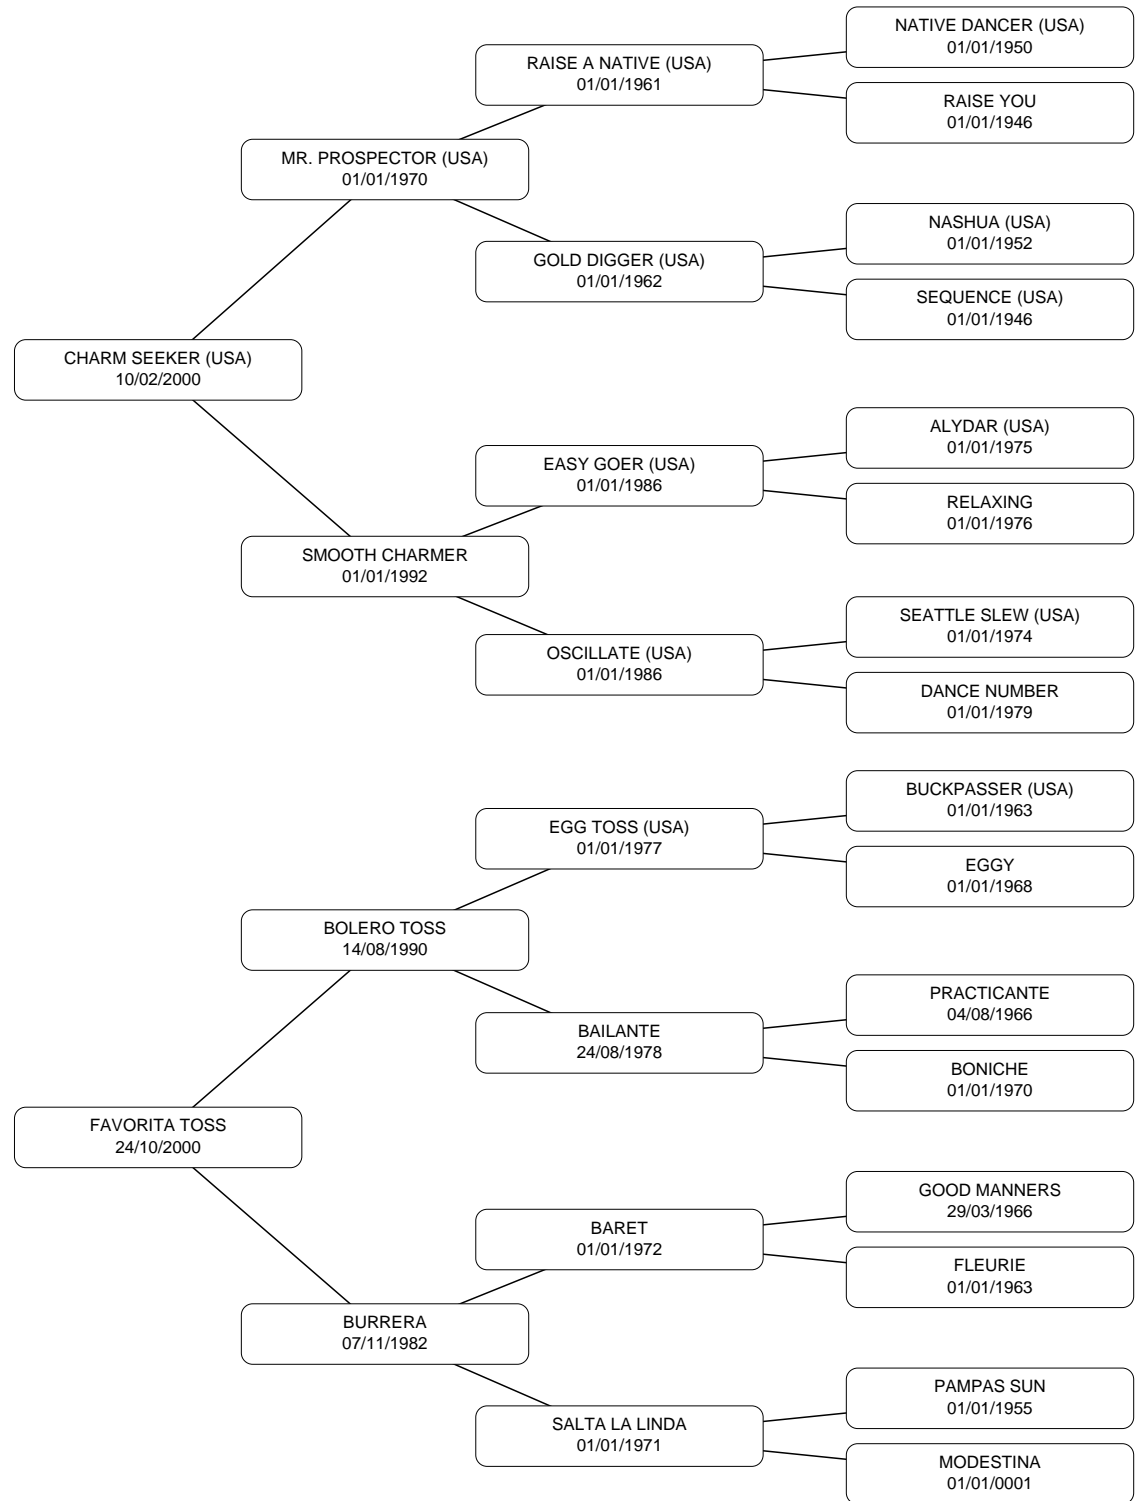 NATIVE DANCER (USA)
01/01/1950
RAISE A NATIVE (USA)
01/01/1961
RAISE YOU
01/01/1946
MR. PROSPECTOR (USA)
01/01/1970
NASHUA (USA)
01/01/1952
GOLD DIGGER (USA)
01/01/1962
SEQUENCE (USA)
01/01/1946
CHARM SEEKER (USA)
10/02/2000
ALYDAR (USA)
01/01/1975
EASY GOER (USA)
01/01/1986
RELAXING
01/01/1976
SMOOTH CHARMER
01/01/1992
SEATTLE SLEW (USA)
01/01/1974
OSCILLATE (USA)
01/01/1986
DANCE NUMBER
01/01/1979
BUCKPASSER (USA)
01/01/1963
EGG TOSS (USA)
01/01/1977
EGGY
01/01/1968
BOLERO TOSS
14/08/1990
PRACTICANTE
04/08/1966
BAILANTE
24/08/1978
BONICHE
01/01/1970
FAVORITA TOSS
24/10/2000
GOOD MANNERS
29/03/1966
BARET
01/01/1972
FLEURIE
01/01/1963
BURRERA
07/11/1982
PAMPAS SUN
01/01/1955
SALTA LA LINDA
01/01/1971
MODESTINA
01/01/0001